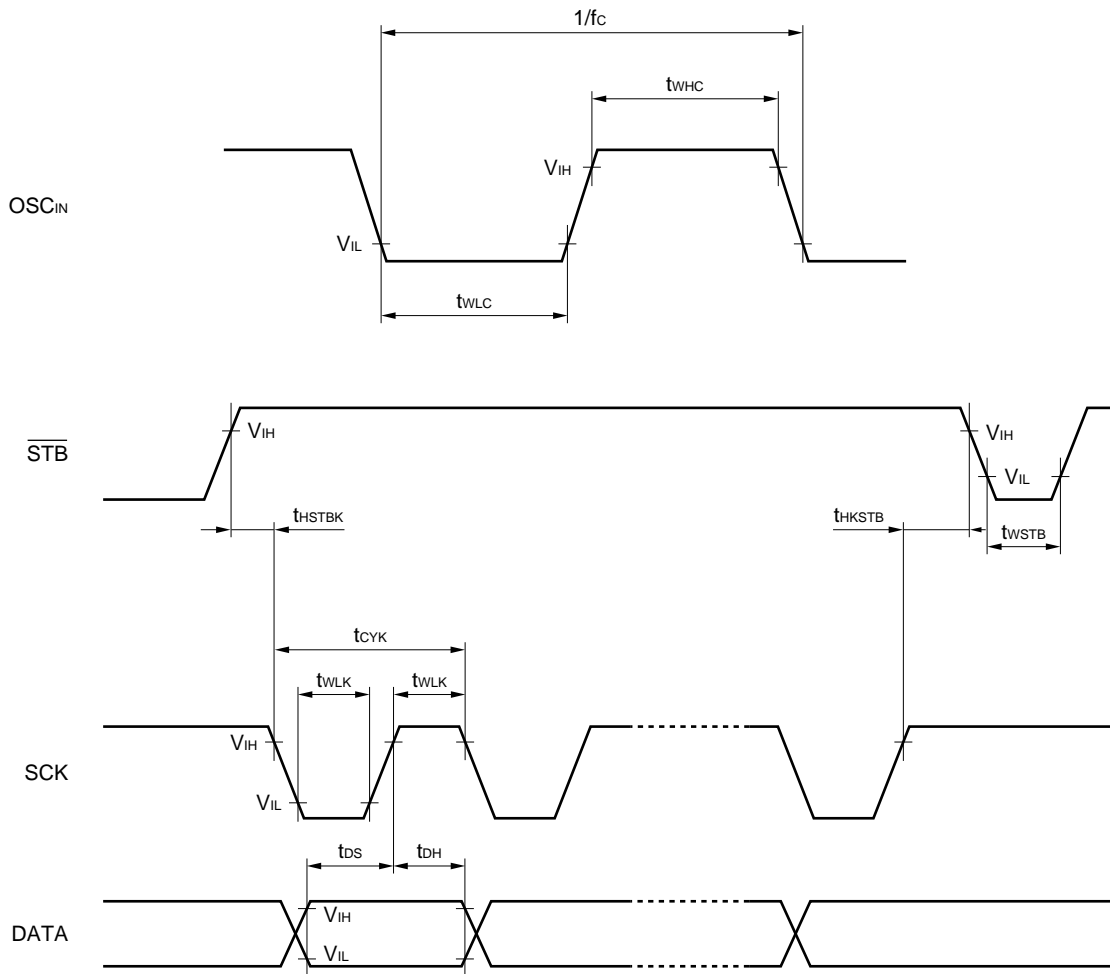 1/fC
tWHC
VIH
OSCIN
VIL
tWLC
VIH
VIH
STB
VIL
tHSTBK
tHKSTB
tWSTB
tCYK
tWLK
tWLK
VIH
SCK
VIL
tDS
tDH
VIH
DATA
VIL